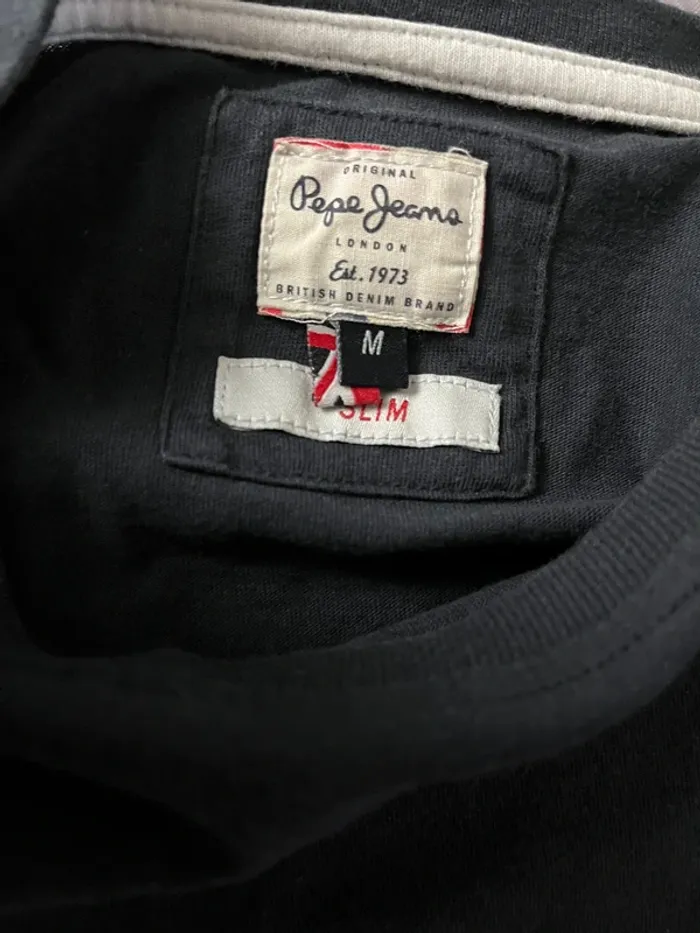 ORIGINAL
Pepe Jeans
LONDON
Est. 1973
BRITISH DENIM BRAND
M
SLIM